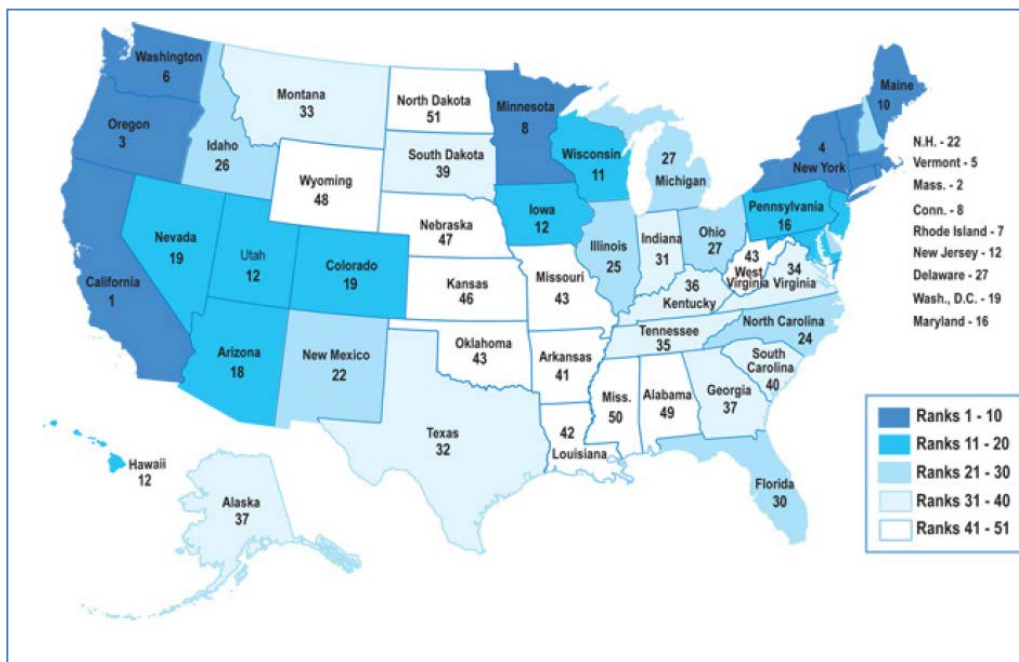 Washington
6
Oregon
3
California
1
Nevada
19
Idaho
26
Montana
33
Wyoming
48
Utah
12
Colorado
19
Arizona
18
New Mexico
22
North Dakota
51
South Dakota
39
Nebraska
47
Kansas
46
Oklahoma
43
Texas
32
Minnesota
8
Iowa
12
Missouri
43
Arkansas
41
42
Louisiana
Wisconsin
11
Illinois
25
27
Michigan
Indiana
31
Ohio
27
36
Kentucky
Tennessee
35
Miss.
50
Alabama
49
Georgia
37
Florida
30
South
Carolina
40
North Carolina
24
43
West
Virginia
34
Virginia
Pennsylvania
16
4
New York
Maine
10
Hawaii
12
Alaska
37
N.H. - 22
Vermont - 5
Mass. - 2
Conn. - 8
Rhode Island - 7
New Jersey - 12
Delaware - 27
Wash., D.C. - 19
Maryland - 16
Ranks 1 - 10
Ranks 11 - 20
Ranks 21 - 30
Ranks 31 - 40
Ranks 41 - 51